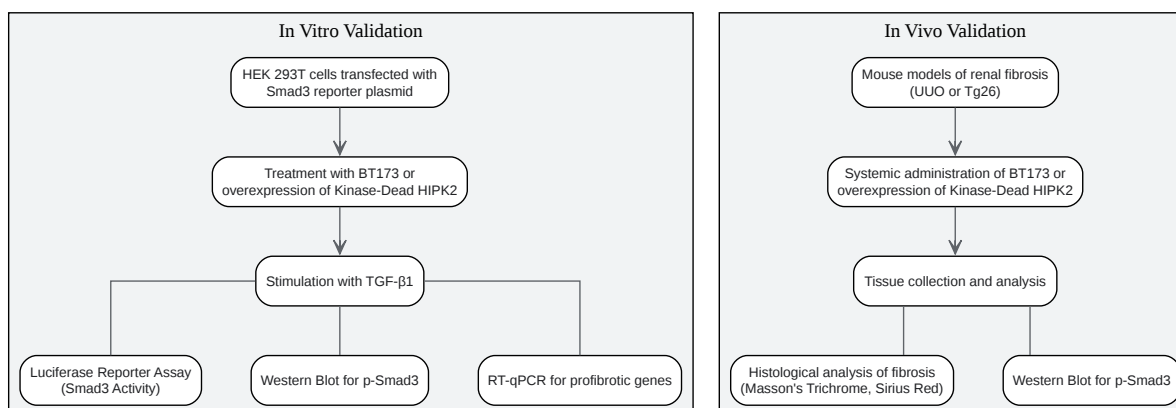 In Vitro Validation
HEK 293T cells transfected with
Smad3 reporter plasmid
Treatment with BT173 or
overexpression of Kinase-Dead HIPK2
Stimulation with TGF-β1
Luciferase Reporter Assay
(Smad3 Activity)
Western Blot for p-Smad3
RT-qPCR for profibrotic genes
In Vivo Validation
Mouse models of renal fibrosis
(UUO or Tg26)
Systemic administration of BT173 or
overexpression of Kinase-Dead HIPK2
Tissue collection and analysis
Histological analysis of fibrosis
(Masson's Trichrome, Sirius Red)
Western Blot for p-Smad3